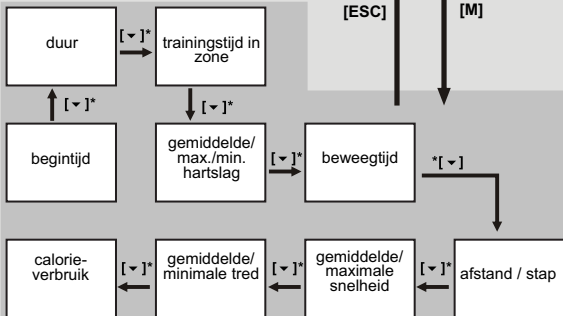 [ESC]
[M]
duur
[▾]*
trainingstijd in
zone
[▾]*
[▾]*
begintijd
gemiddelde/
max./min.
hartslag
[▾]*
beweegtijd
*[▾]
calorie-
verbruik
[▾]*
gemiddelde/
minimale tred
[▾]*
gemiddelde/
maximale
snelheid
[▾]*
afstand / stap